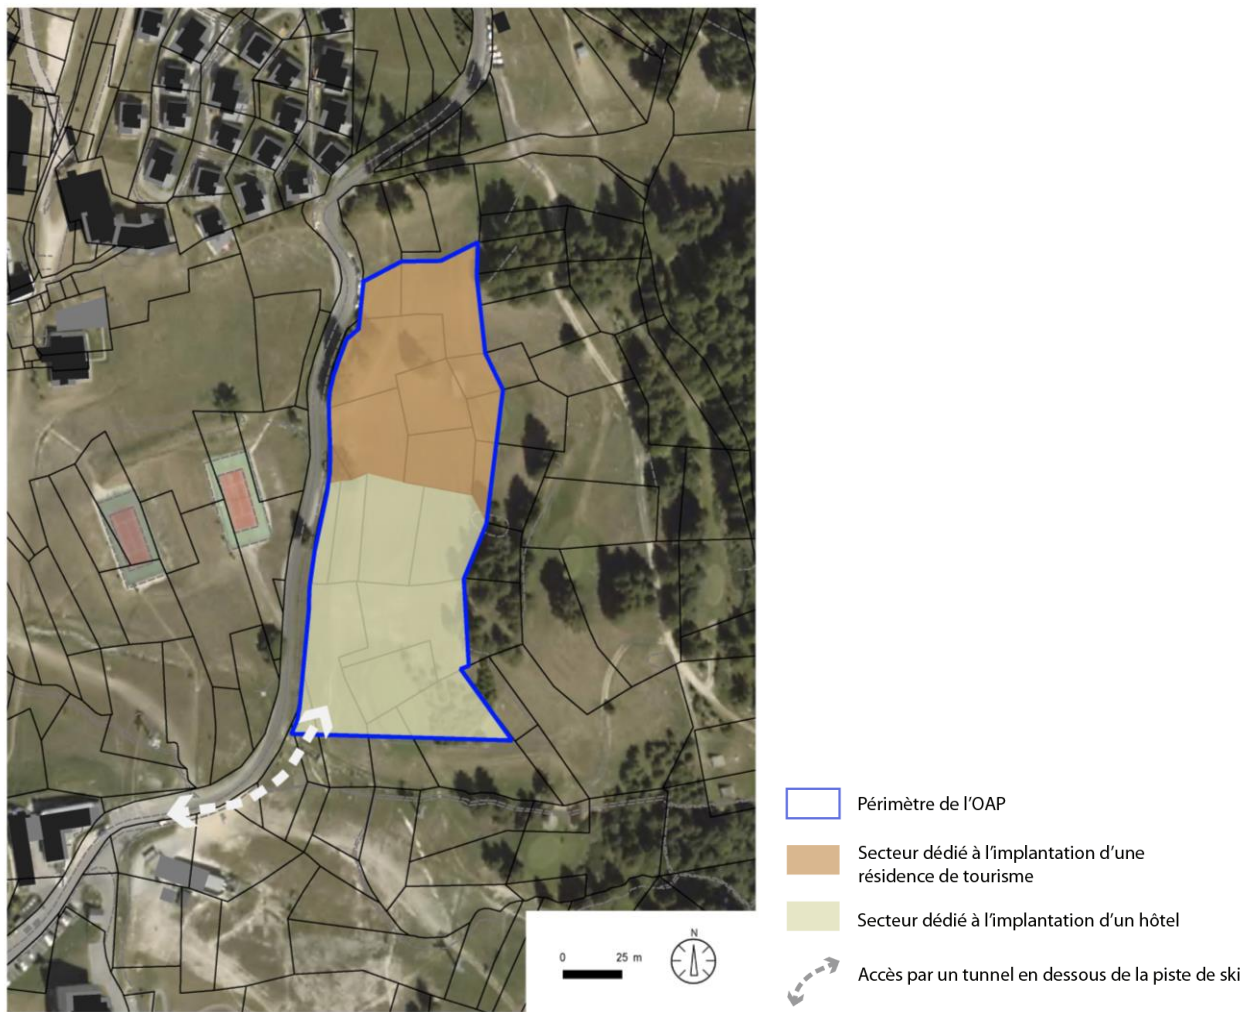 Périmètre de l'OAP
Secteur dédié à l'implantation d'une
résidence de tourisme
Secteur dédié à l'implantation d'un hôtel
Accès par un tunnel en dessous de la piste de ski
N
0 25 m